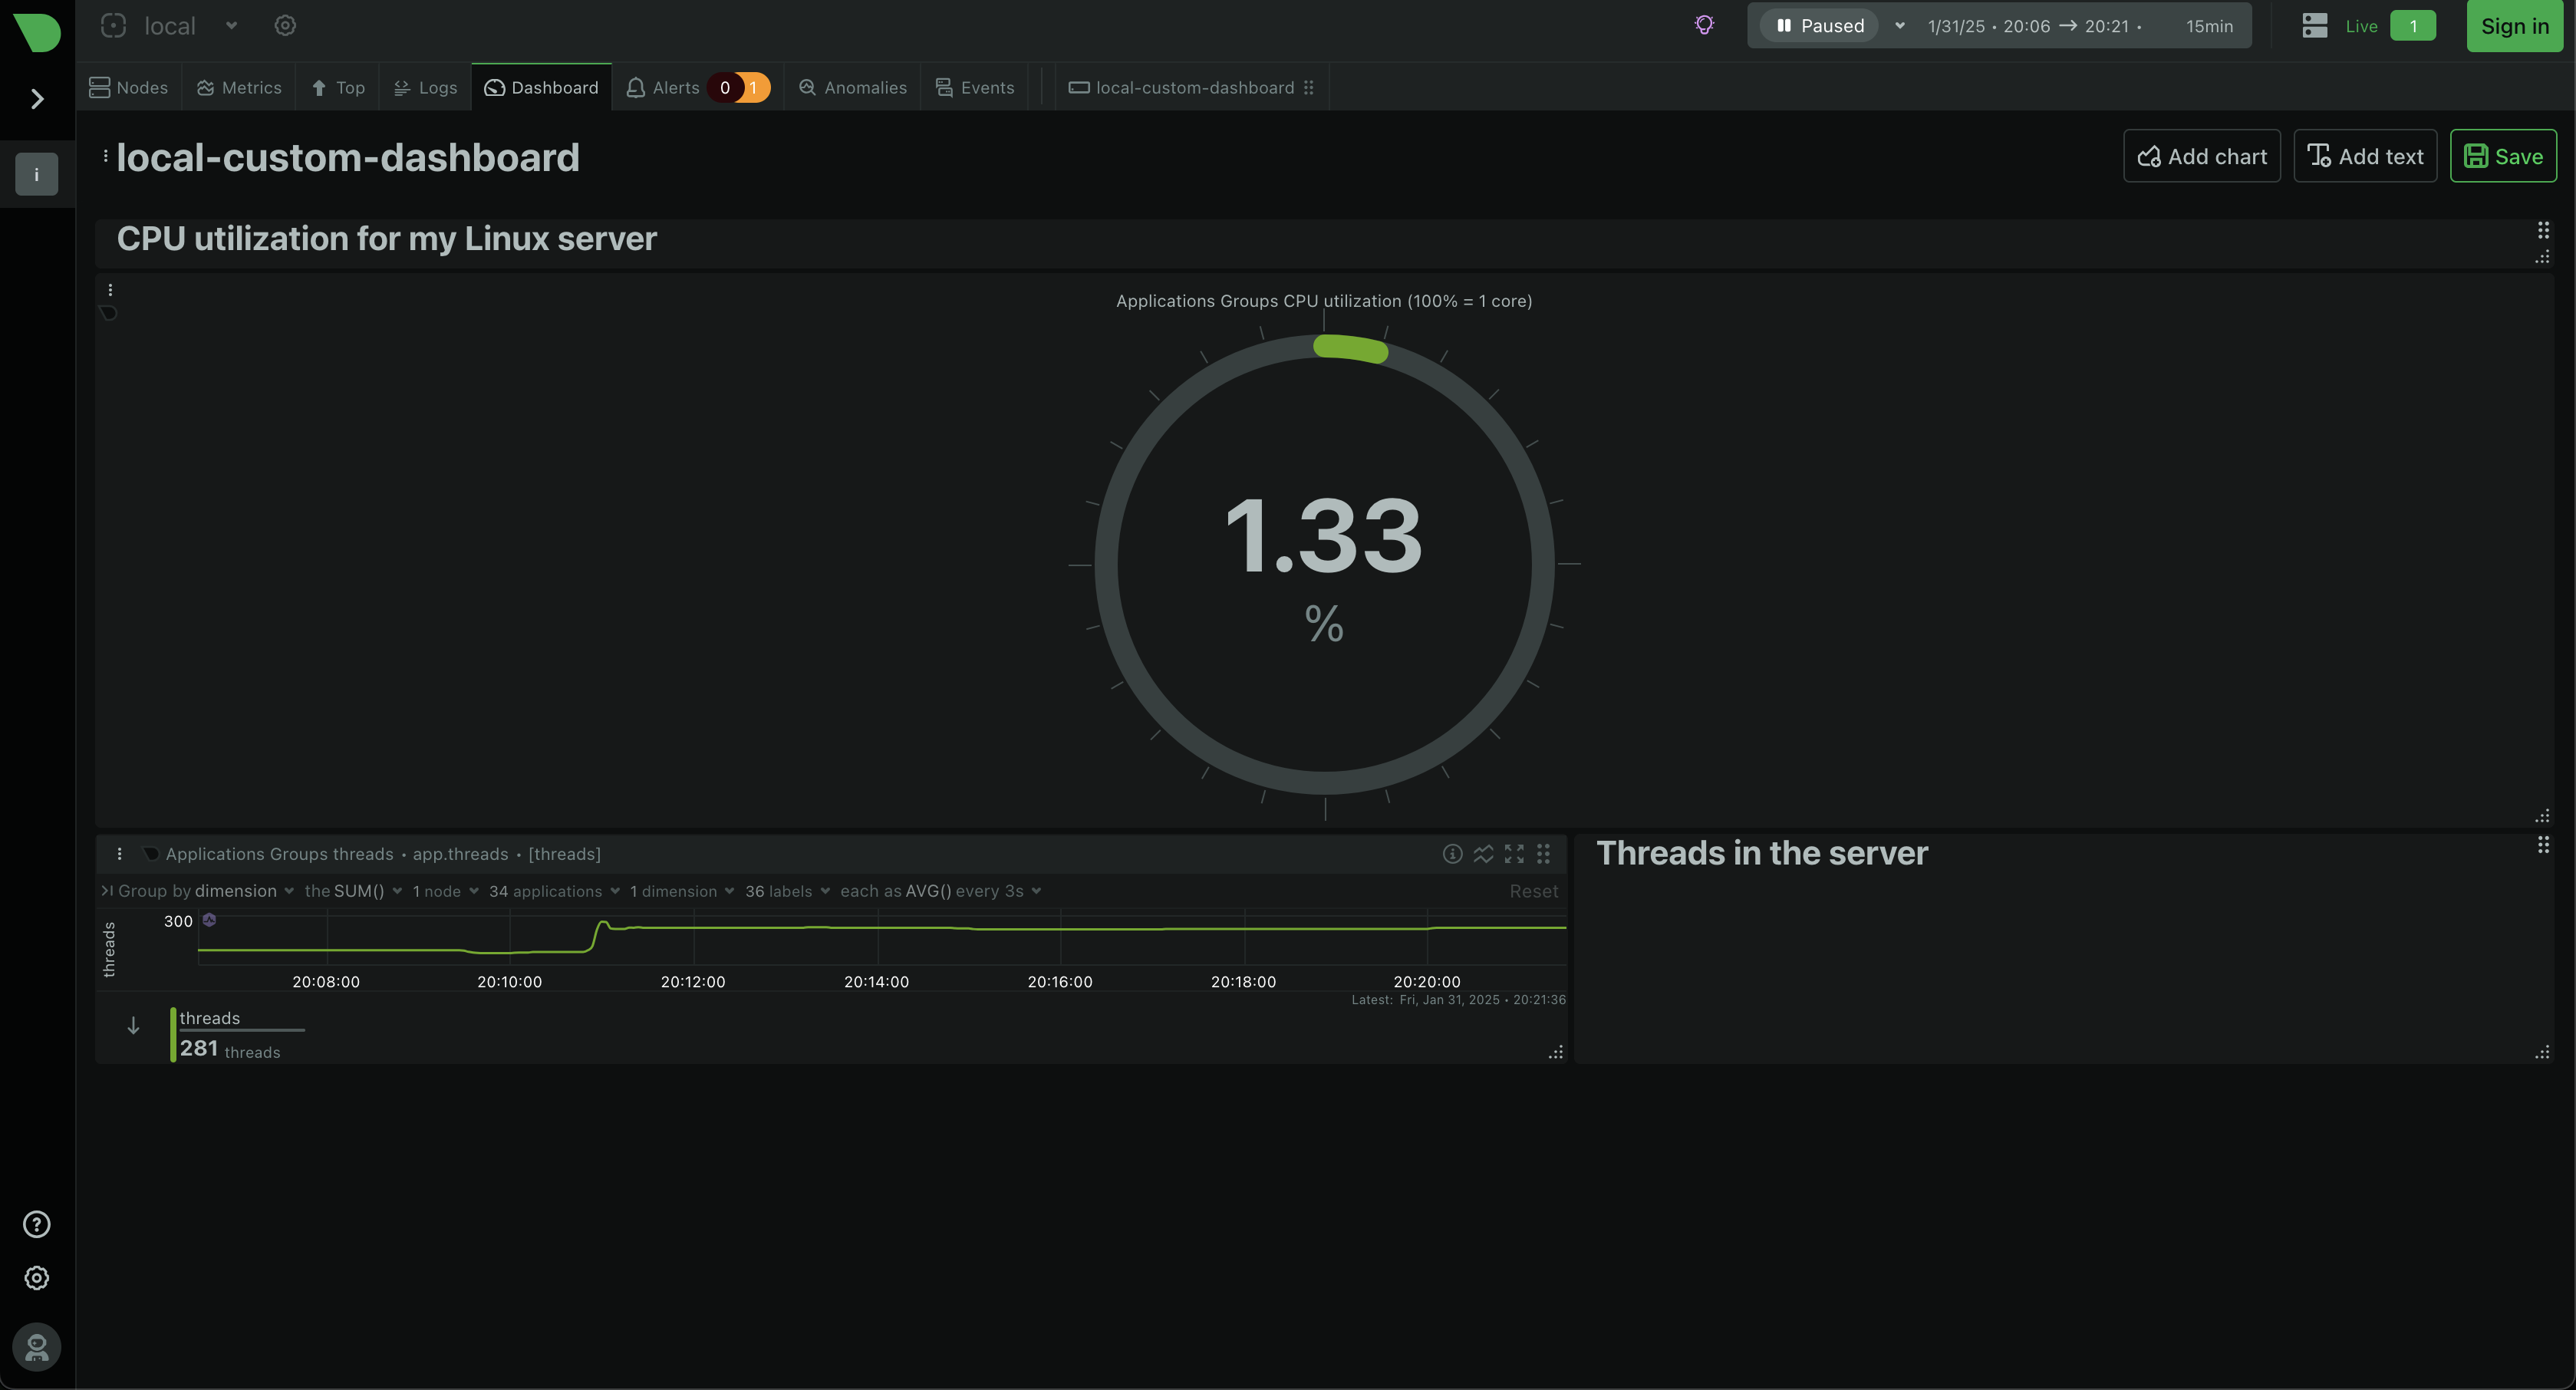 local
Paused 1/31/25 • 20:06 → 20:21 • 15min Live 1 Sign in
Nodes Metrics Top Logs Dashboard Alerts 0 1 Anomalies Events local-custom-dashboard
i
local-custom-dashboard
Add chart Add text Save
CPU utilization for my Linux server
Applications Groups CPU utilization (100% = 1 core)
1.33
%
Applications Groups threads • app.threads • [threads]
Group by dimension the SUM() 1 node 34 applications 1 dimension 36 labels each as AVG() every 3s Reset
300
threads
20:08:00 20:10:00 20:12:00 20:14:00 20:16:00 20:18:00 20:20:00
Latest: Fri, Jan 31, 2025 • 20:21:36
threads
281 threads
Threads in the server